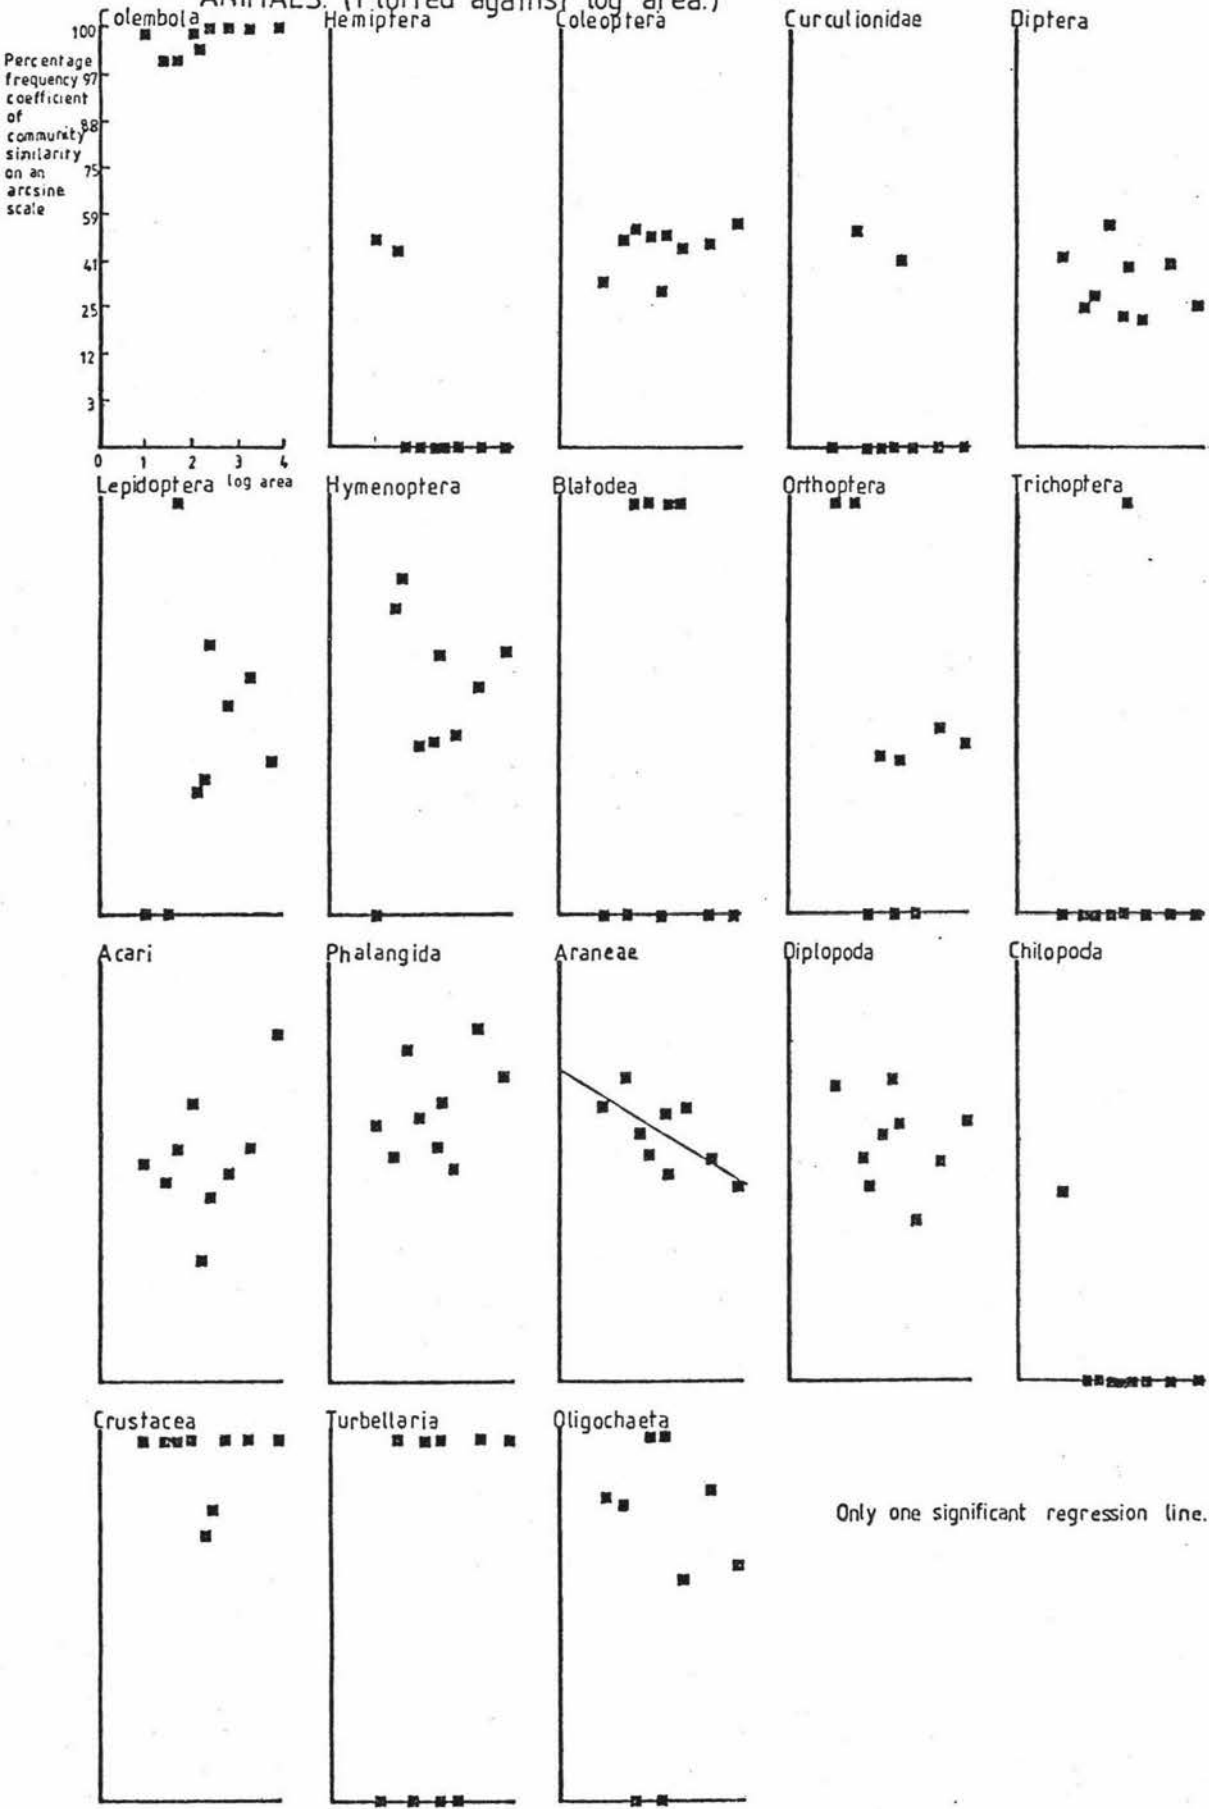 ANIMALS. (Plotted against log area.)
Colembola
Hemiptera
Coleoptera
Curculionidae
Diptera
100
Percentage
frequency 97
coefficient
of
88
community
similarity
on an
75
arcsine
scale
59
41
25
12
3
0 1 2 3 4
log area
Lepidoptera
Hymenoptera
Blatodea
Orthoptera
Trichoptera
Acari
Phalangida
Araneae
Diplopoda
Chilopoda
Crustacea
Turbellaria
Oligochaeta
Only one significant regression line.